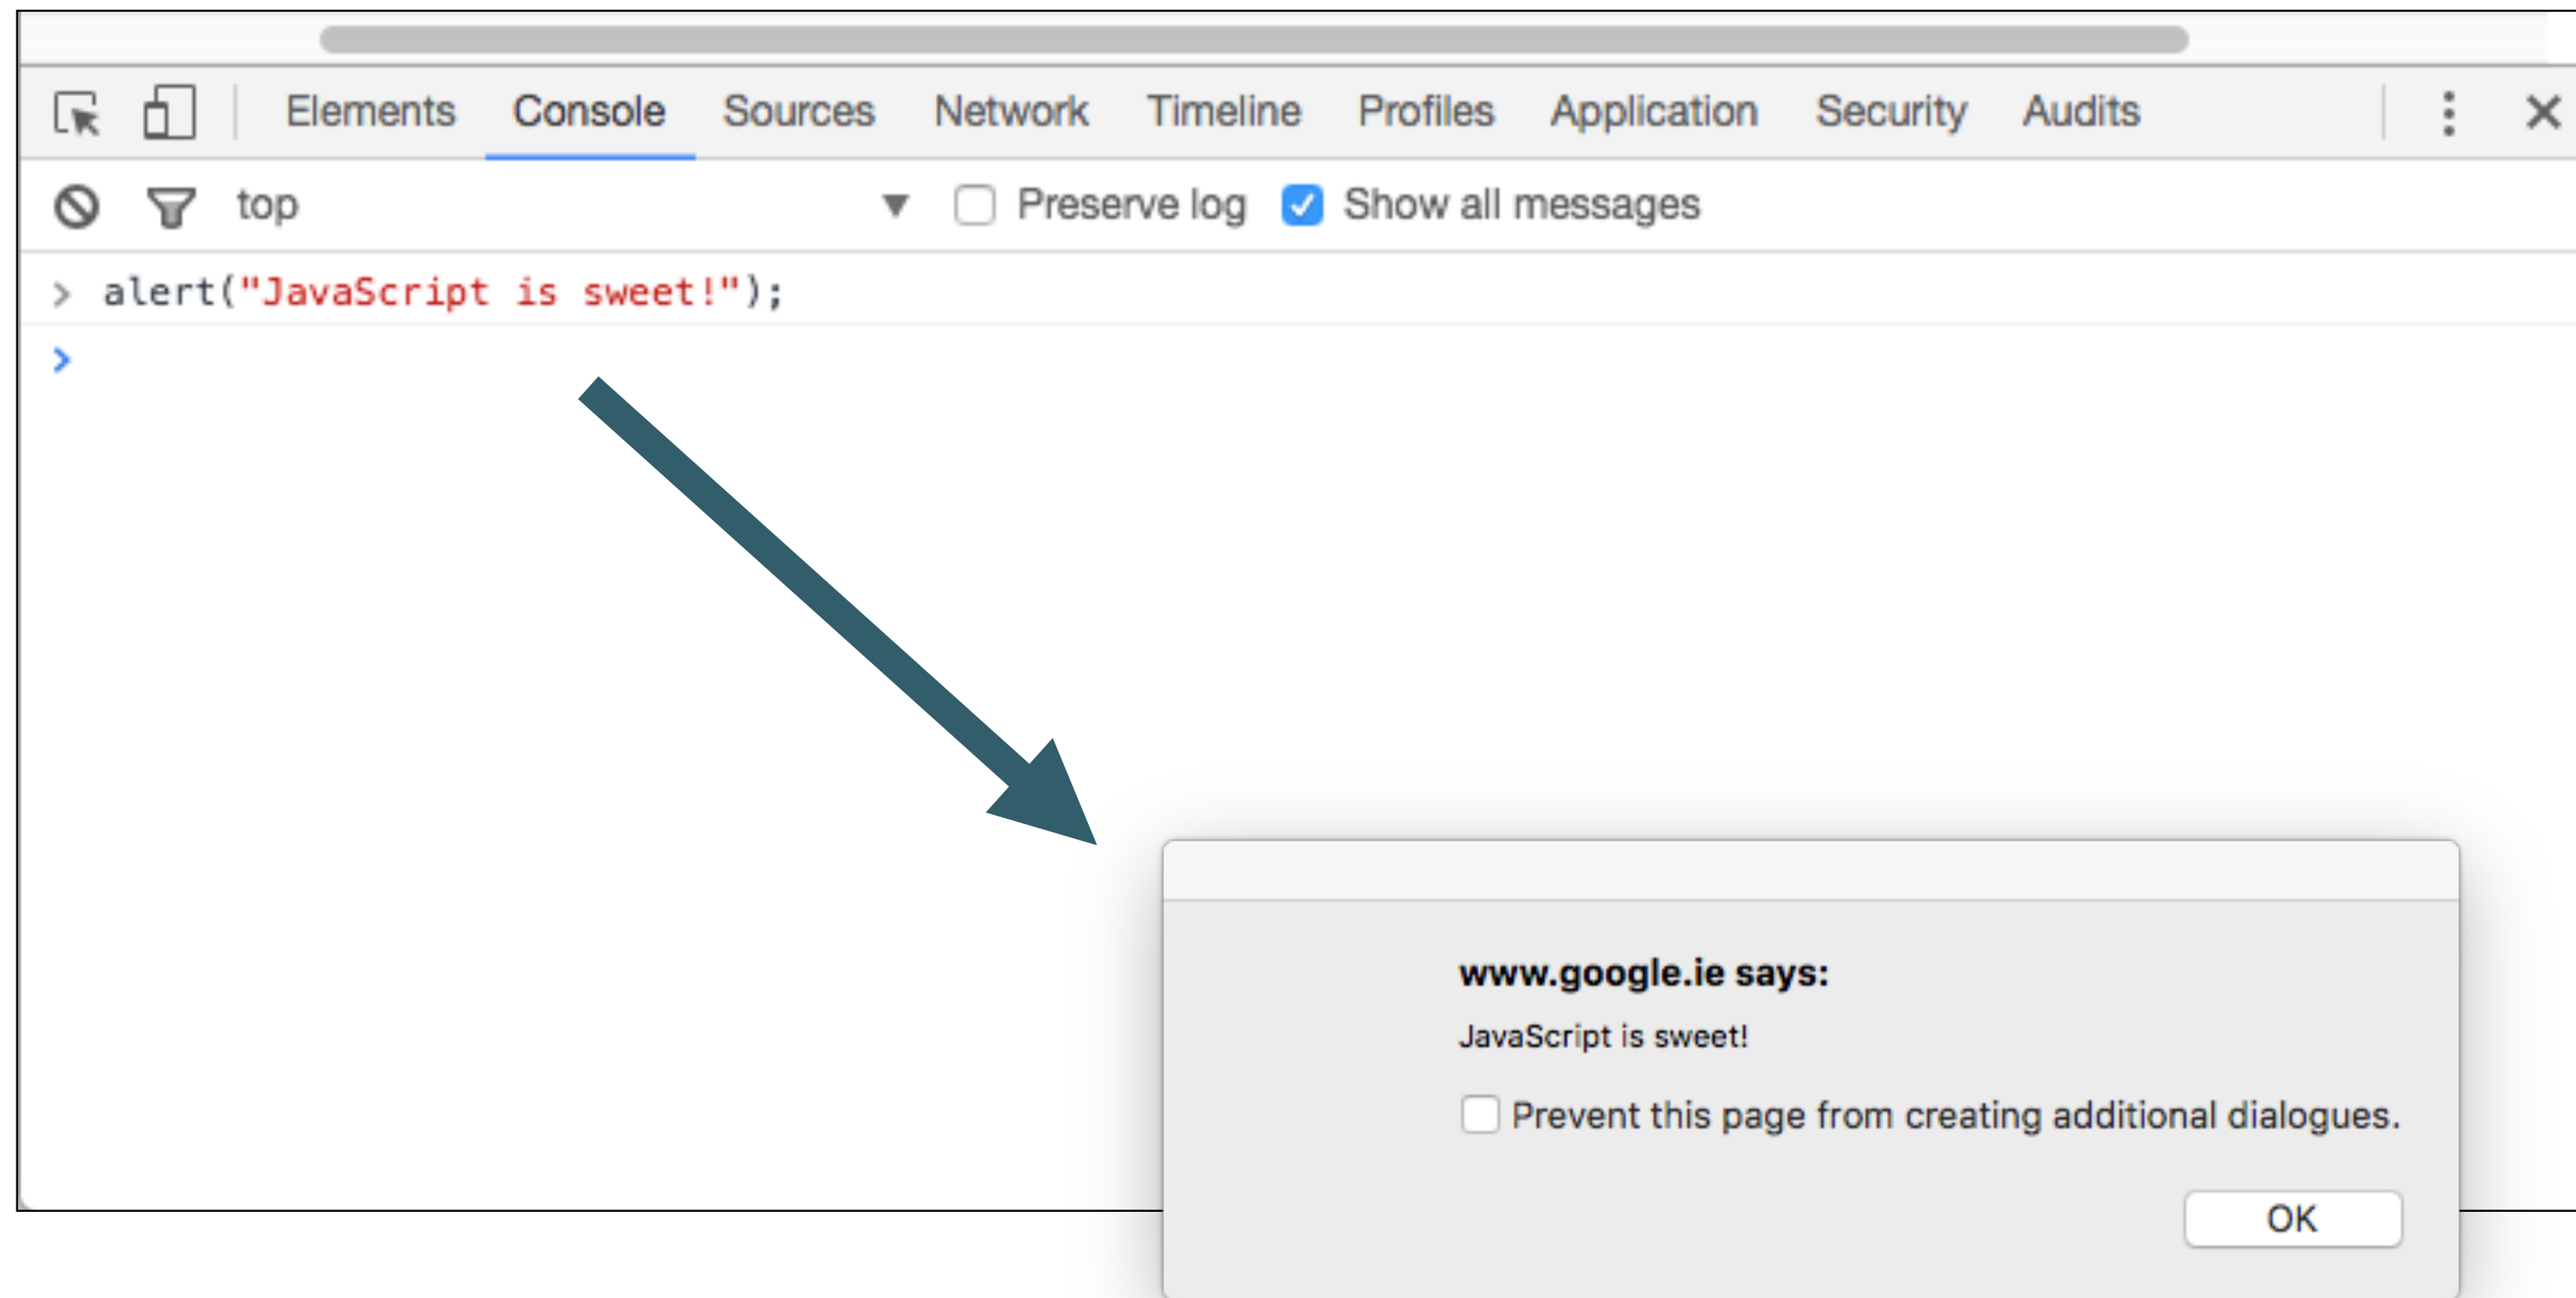 Elements Console Sources Network Timeline Profiles Application Security Audits
top Preserve log Show all messages
> alert("JavaScript is sweet!");
>
www.google.ie says:
JavaScript is sweet!
Prevent this page from creating additional dialogues.
OK